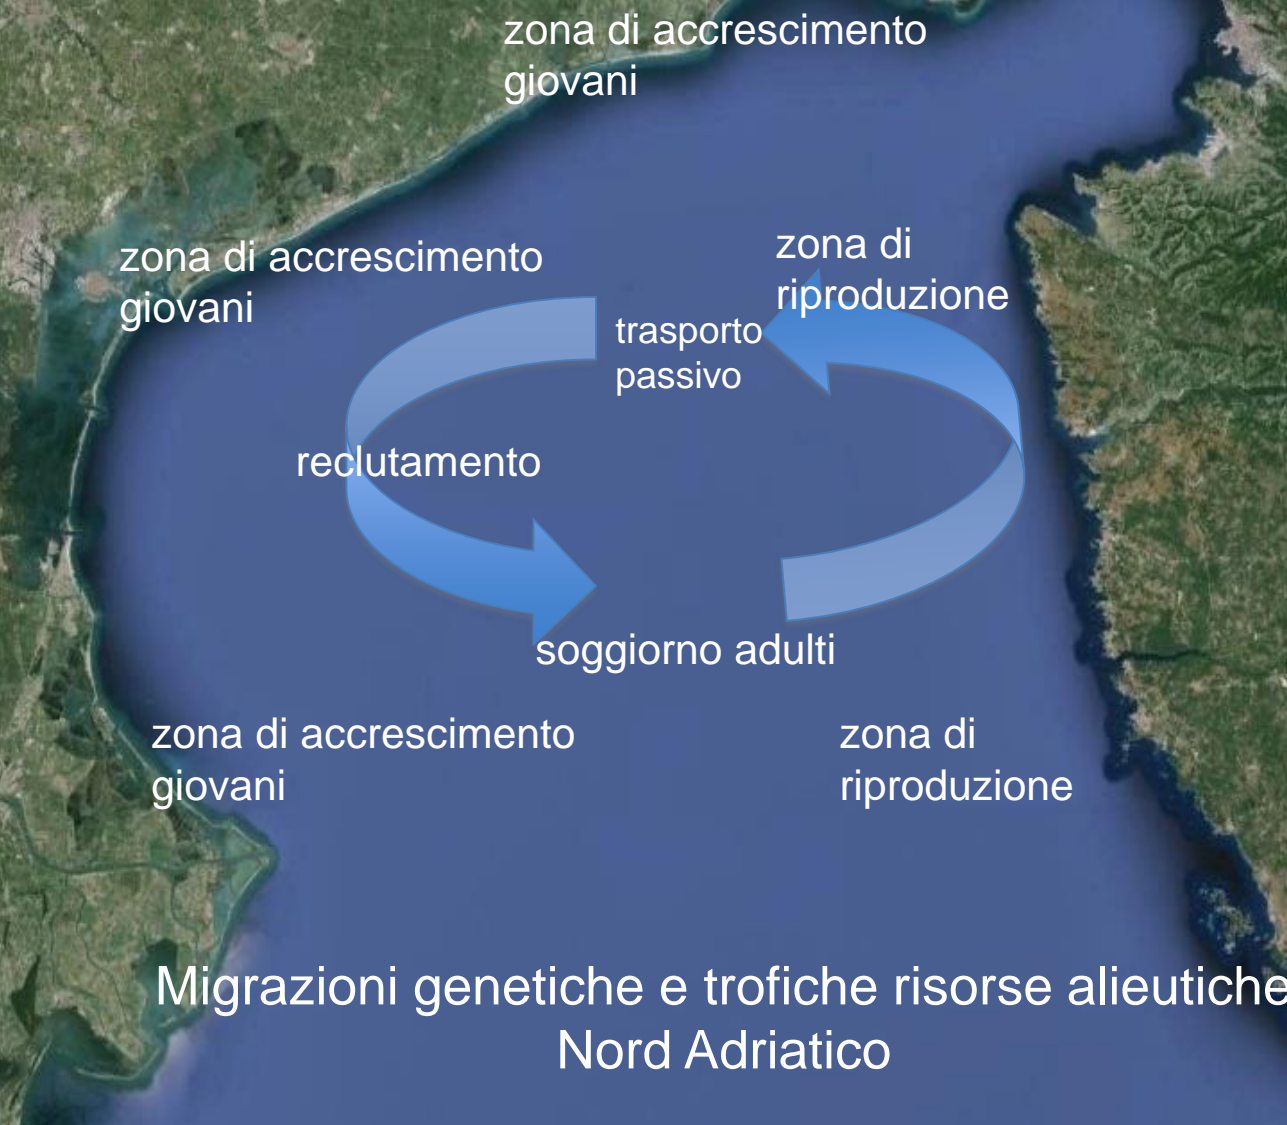 zona di accrescimento
giovani
zona di accrescimento
giovani
zona di
riproduzione
trasporto
passivo
reclutamento
soggiorno adulti
zona di accrescimento
giovani
zona di
riproduzione
Migrazioni genetiche e trofiche risorse alieutiche
Nord Adriatico